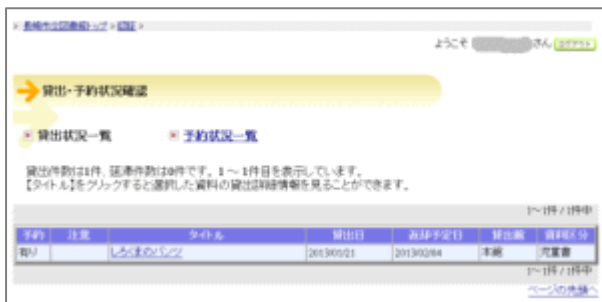 > 長崎市立図書館トップ > 認証 >
ようこそ さん ログアウト
貸出・予約状況確認
貸出状況一覧 予約状況一覧
貸出件数は1件、延滞件数は0件です。1 ～ 1件目を表示しています。
【タイトル】をクリックすると選択した資料の貸出詳細情報を見ることができます。
1～1件 / 1件中
予約 注意 タイトル 貸出日 返却予定日 貸出館 資料区分
有り しろくまのパンツ 2013/01/21 2013/02/04 本館 児童書
1～1件 / 1件中
ページの先頭へ